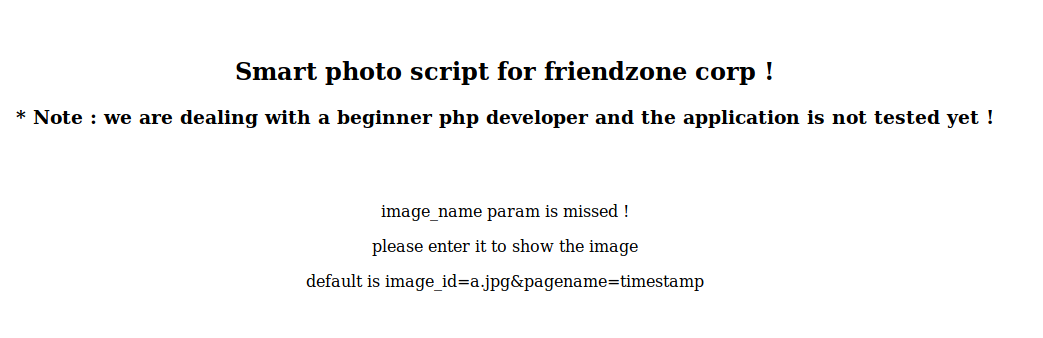 Smart photo script for friendzone corp !
* Note : we are dealing with a beginner php developer and the application is not tested yet !
image_name param is missed !
please enter it to show the image
default is image_id=a.jpg&pagename=timestamp